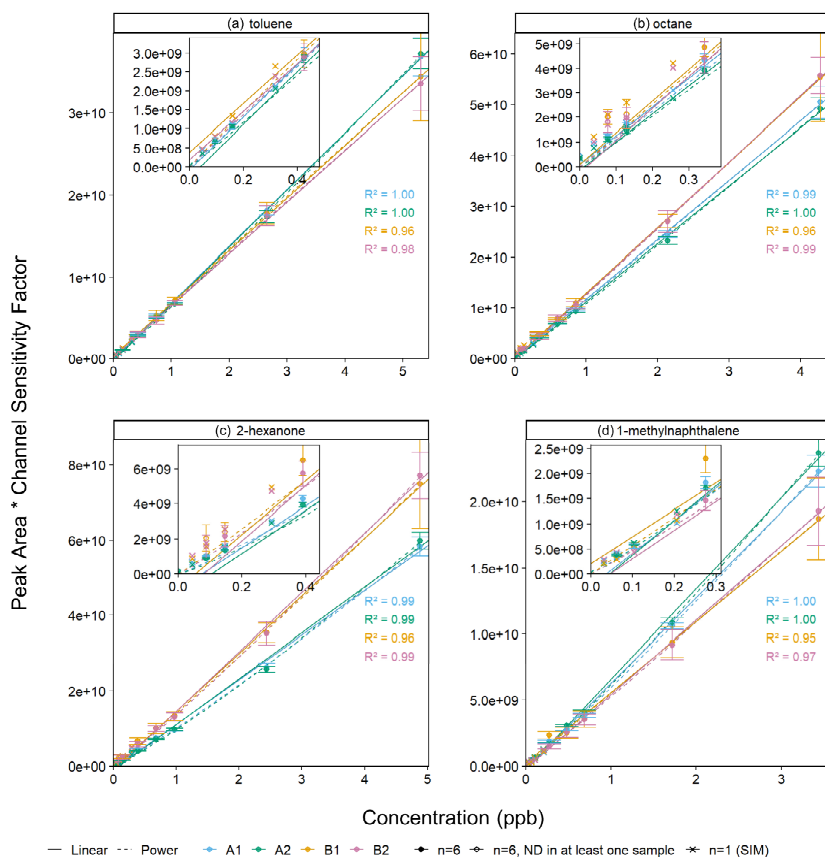 (a) toluene
3e+10
2e+10
1e+10
0e+00
0 1 2 3 4 5
3.0e+09
2.5e+09
2.0e+09
1.5e+09
1.0e+09
5.0e+08
0.0e+00
0.0 0.2 0.4
R² = 1.00
R² = 1.00
R² = 0.96
R² = 0.98
(b) octane
6e+10
5e+10
4e+10
3e+10
2e+10
1e+10
0e+00
0 1 2 3 4
5e+09
4e+09
3e+09
2e+09
1e+09
0e+00
0.0 0.1 0.2 0.3
R² = 0.99
R² = 1.00
R² = 0.96
R² = 0.99
Peak Area * Channel Sensitivity Factor
(c) 2-hexanone
8e+10
6e+10
4e+10
2e+10
0e+00
0 1 2 3 4 5
6e+09
4e+09
2e+09
0e+00
0.0 0.2 0.4
R² = 0.99
R² = 0.99
R² = 0.96
R² = 0.99
(d) 1-methylnaphthalene
2.0e+10
1.5e+10
1.0e+10
5.0e+09
0.0e+00
0 1 2 3
2.5e+09
2.0e+09
1.5e+09
1.0e+09
5.0e+08
0.0e+00
0.0 0.1 0.2 0.3
R² = 1.00
R² = 1.00
R² = 0.95
R² = 0.97
Concentration (ppb)
Linear Power A1 A2 B1 B2 n=6 n=6, ND in at least one sample n=1 (SIM)